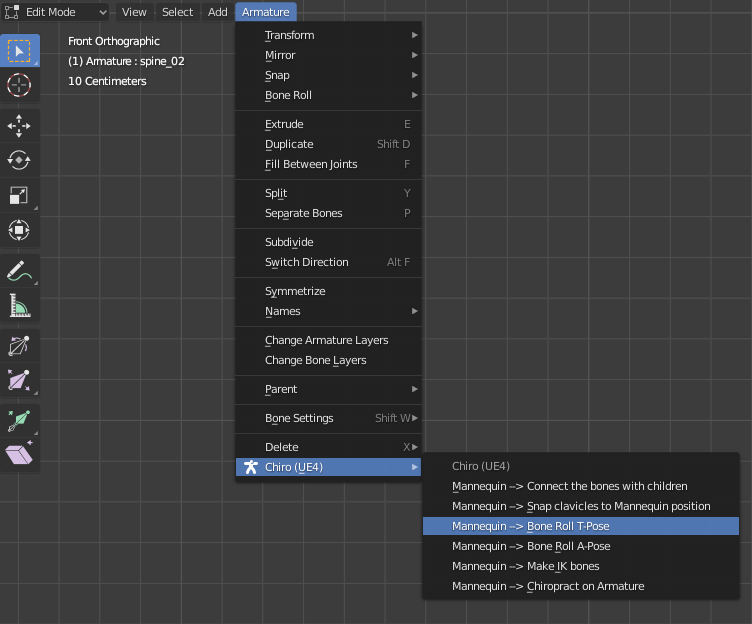 Edit Mode View Select Add Armature
Front Orthographic
(1) Armature : spine_02
10 Centimeters
Transform
Mirror
Snap
Bone Roll
Extrude E
Duplicate Shift D
Fill Between Joints F
Split Y
Separate Bones P
Subdivide
Switch Direction Alt F
Symmetrize
Names
Change Armature Layers
Change Bone Layers
Parent
Bone Settings Shift W
Delete X
Chiro (UE4)
Chiro (UE4)
Mannequin --> Connect the bones with children
Mannequin --> Snap clavicles to Mannequin position
Mannequin --> Bone Roll T-Pose
Mannequin --> Bone Roll A-Pose
Mannequin --> Make IK bones
Mannequin --> Chiropract on Armature